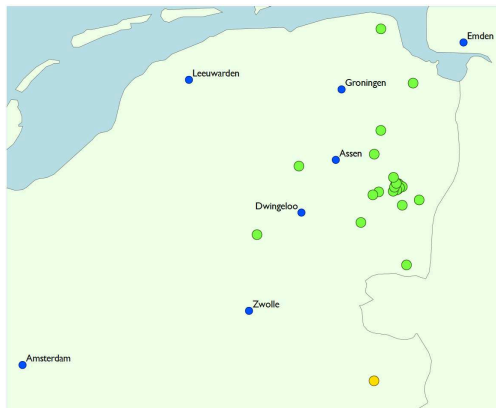 Emden
Leeuwarden
Groningen
Assen
Dwingeloo
Zwolle
Amsterdam